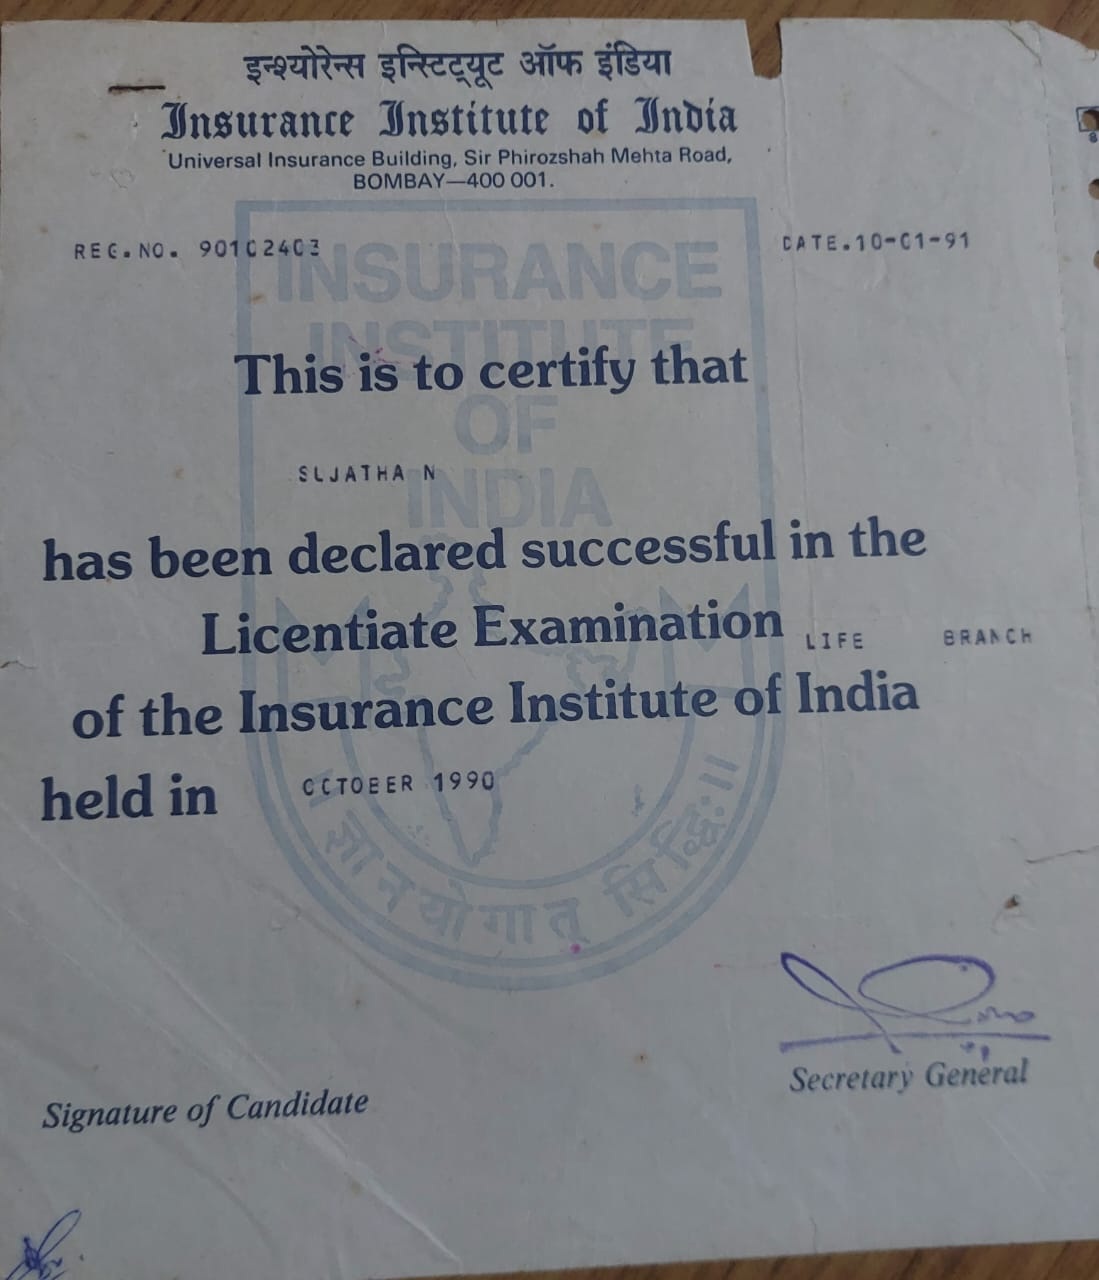 इन्श्योरेन्स इन्स्टिट्यूट ऑफ इंडिया
Insurance Institute of India
Universal Insurance Building, Sir Phirozshah Mehta Road,
BOMBAY—400 001.
REG.NO. 90102403
DATE.10-01-91
INSURANCE
INSTITUTE
OF
INDIA
This is to certify that
SUJATHA N
has been declared successful in the
Licentiate Examination LIFE BRANCH
of the Insurance Institute of India
held in OCTOBER 1990
॥ ज्ञानयोगात् सिद्धिः ॥
Secretary General
Signature of Candidate